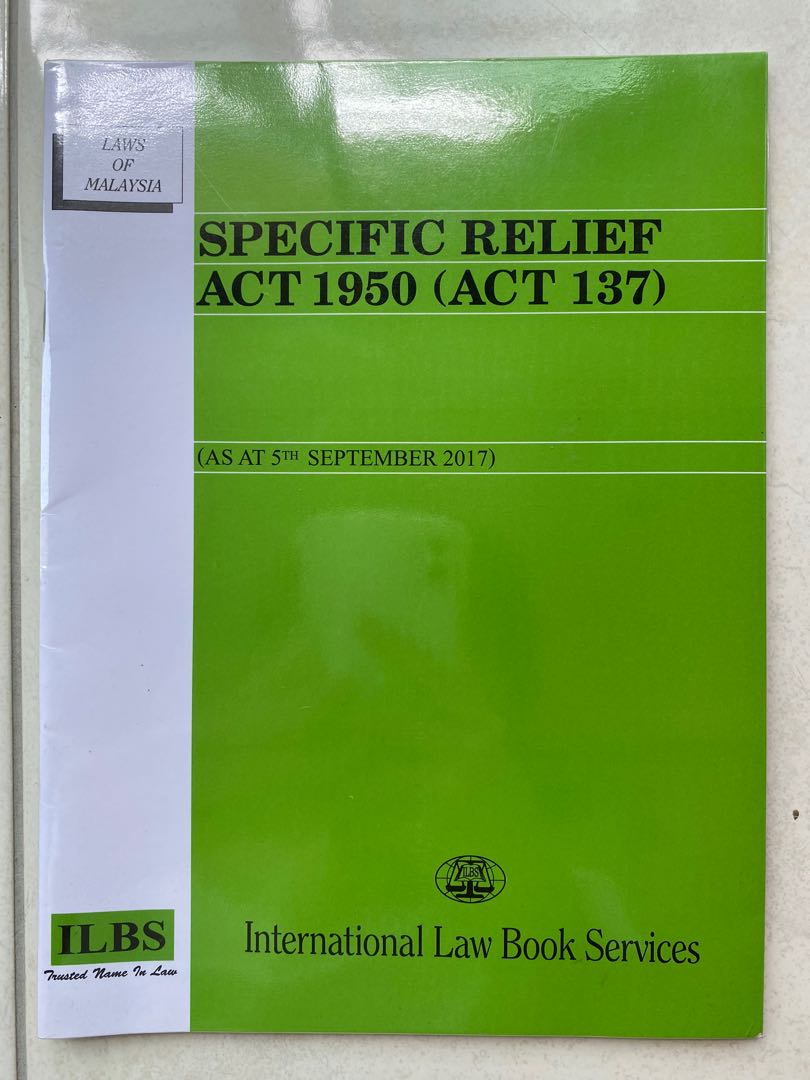 LAWS
OF
MALAYSIA
SPECIFIC RELIEF
ACT 1950 (ACT 137)
(AS AT 5TH SEPTEMBER 2017)
ILBS
International Law Book Services
ILBS
Trusted Name In Law